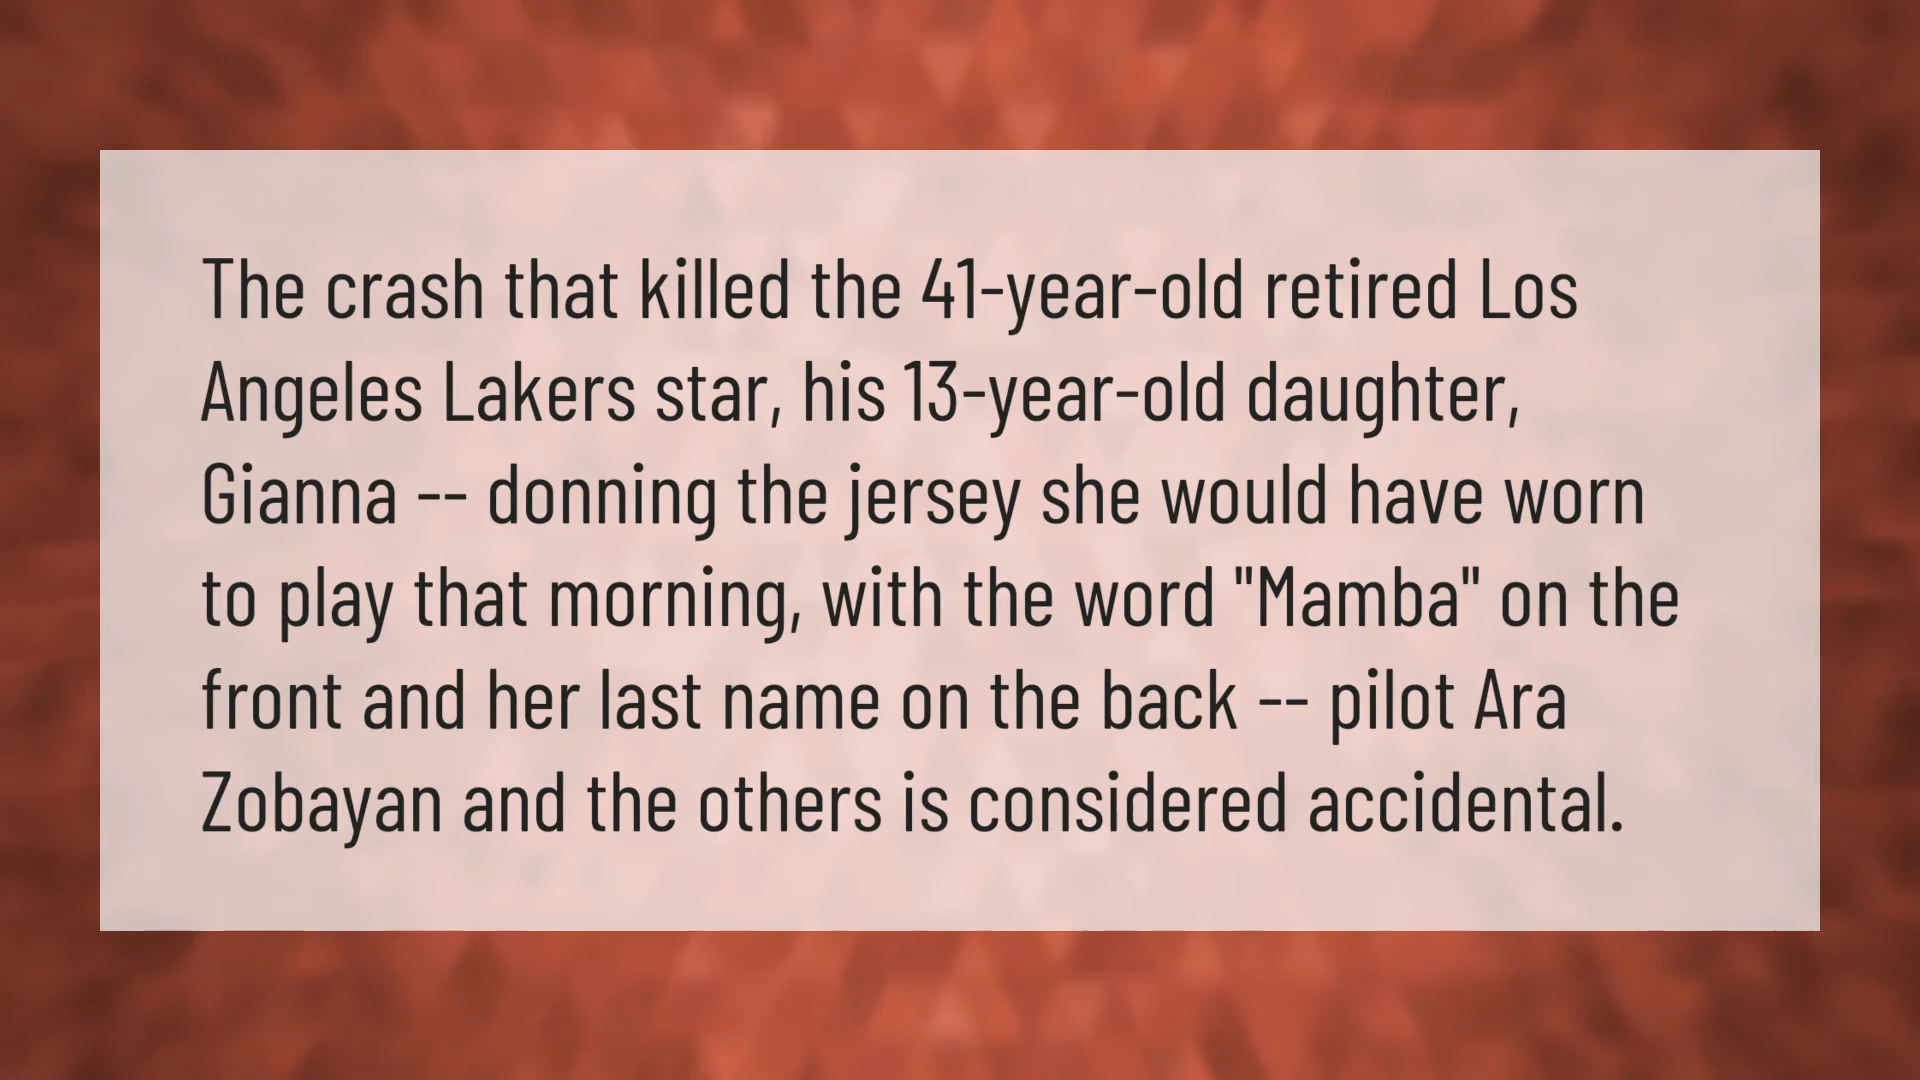 The crash that killed the 41-year-old retired Los
Angeles Lakers star, his 13-year-old daughter,
Gianna -- donning the jersey she would have worn
to play that morning, with the word "Mamba" on the
front and her last name on the back -- pilot Ara
Zobayan and the others is considered accidental.